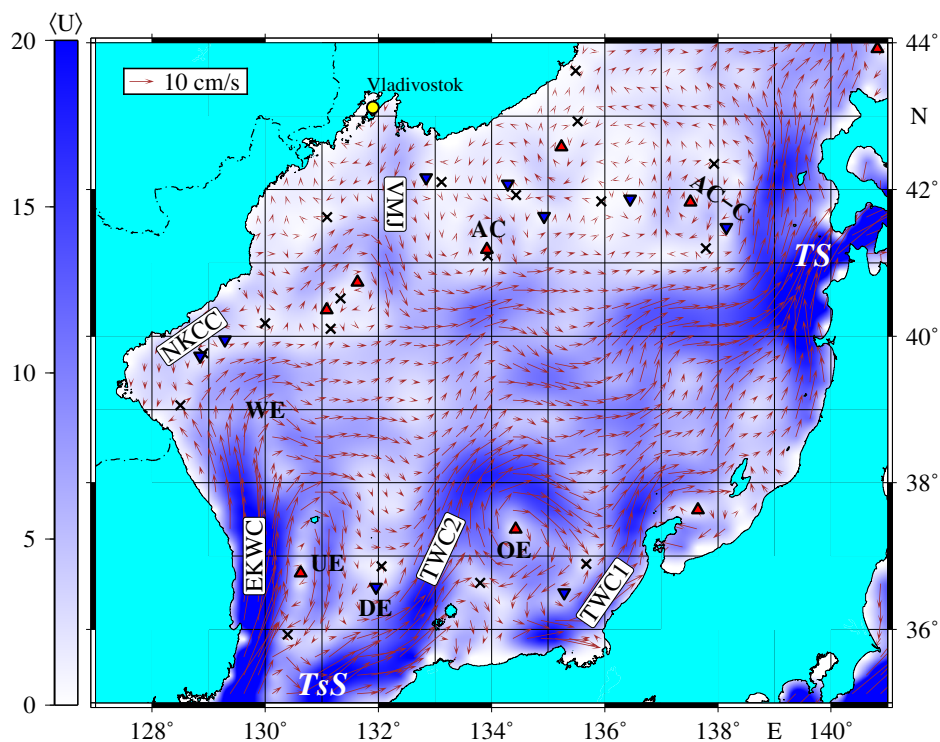 ⟨U⟩
20
15
10
5
0
10 cm/s
Vladivostok
44°
N
42
40
38
36
VMJ
AC
AC–C
TS
NKCC
WE
EKWC
UE
DE
TWC2
OE
TWC1
TsS
128
130
132
134
136
138
E
140°